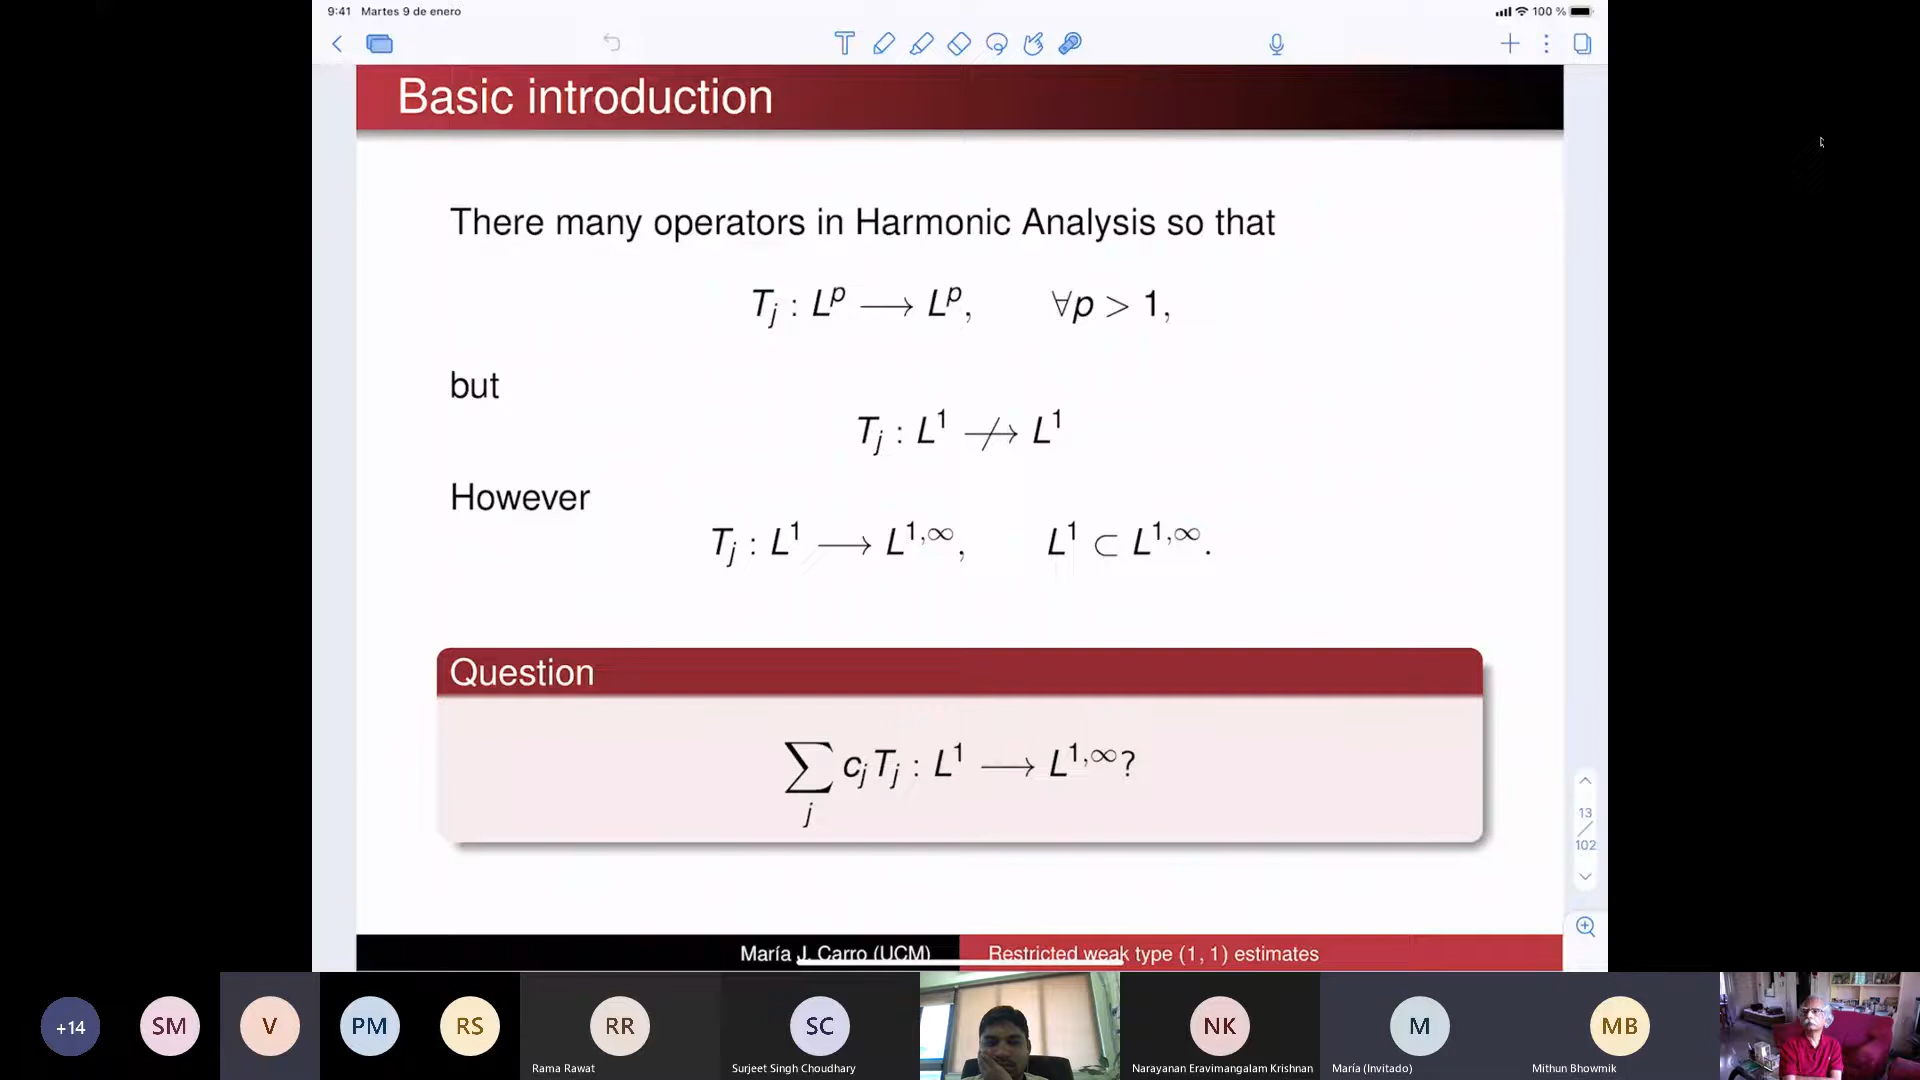 9:41 Martes 9 de enero 100 %
Basic introduction
There many operators in Harmonic Analysis so that
T_j : L^p ⟶ L^p, ∀p > 1,
but
T_j : L^1 ↛ L^1
However
T_j : L^1 ⟶ L^{1,∞}, L^1 ⊂ L^{1,∞}.
Question
∑_j c_j T_j : L^1 ⟶ L^{1,∞}?
13
102
María J. Carro (UCM) Restricted weak type (1, 1) estimates
+14 SM V PM RS RR SC NK M MB
Rama Rawat Surjeet Singh Choudhary Narayanan Eravimangalam Krishnan María (Invitado) Mithun Bhowmik